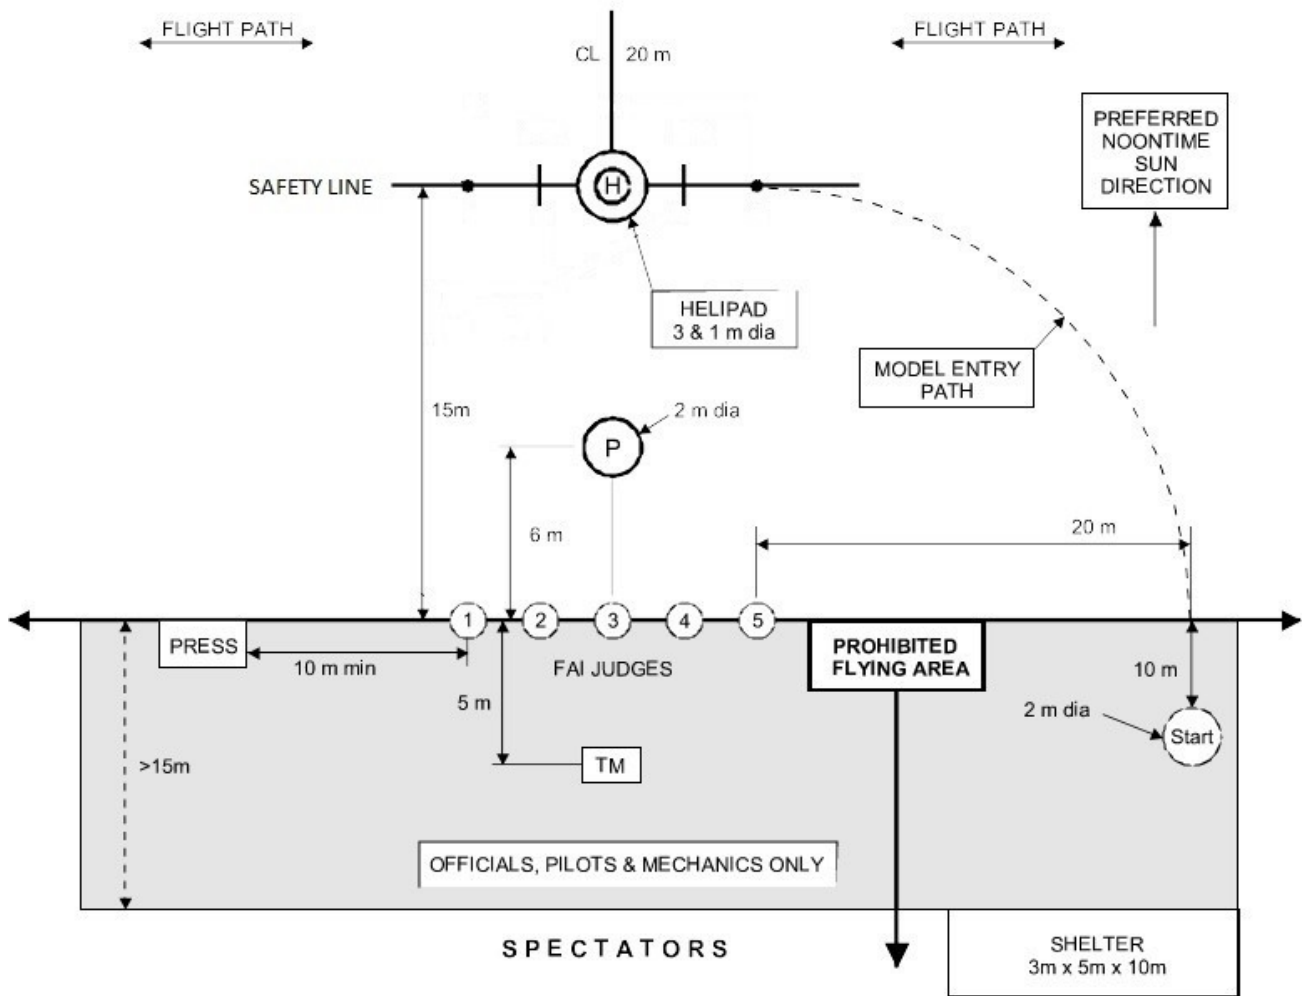 FLIGHT PATH
FLIGHT PATH
CL
20 m
PREFERRED
NOONTIME
SUN
DIRECTION
SAFETY LINE
H
HELIPAD
3 & 1 m dia
MODEL ENTRY
PATH
15m
2 m dia
P
6 m
20 m
1
2
3
4
5
PRESS
10 m min
FAI JUDGES
PROHIBITED
FLYING AREA
10 m
5 m
2 m dia
Start
>15m
TM
OFFICIALS, PILOTS & MECHANICS ONLY
SPECTATORS
SHELTER
3m x 5m x 10m